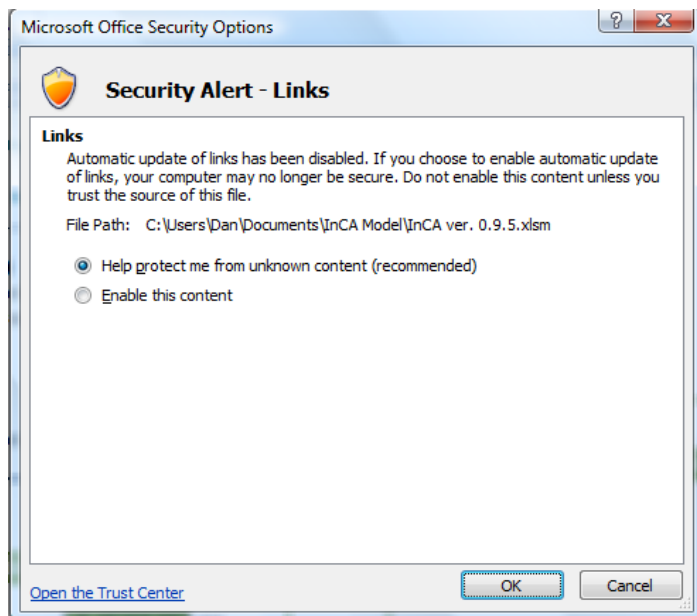 Microsoft Office Security Options
Security Alert - Links
Links
Automatic update of links has been disabled. If you choose to enable automatic update
of links, your computer may no longer be secure. Do not enable this content unless you
trust the source of this file.
File Path: C:\Users\Dan\Documents\InCA Model\InCA ver. 0.9.5.xlsm
Help protect me from unknown content (recommended)
Enable this content
Open the Trust Center
OK
Cancel